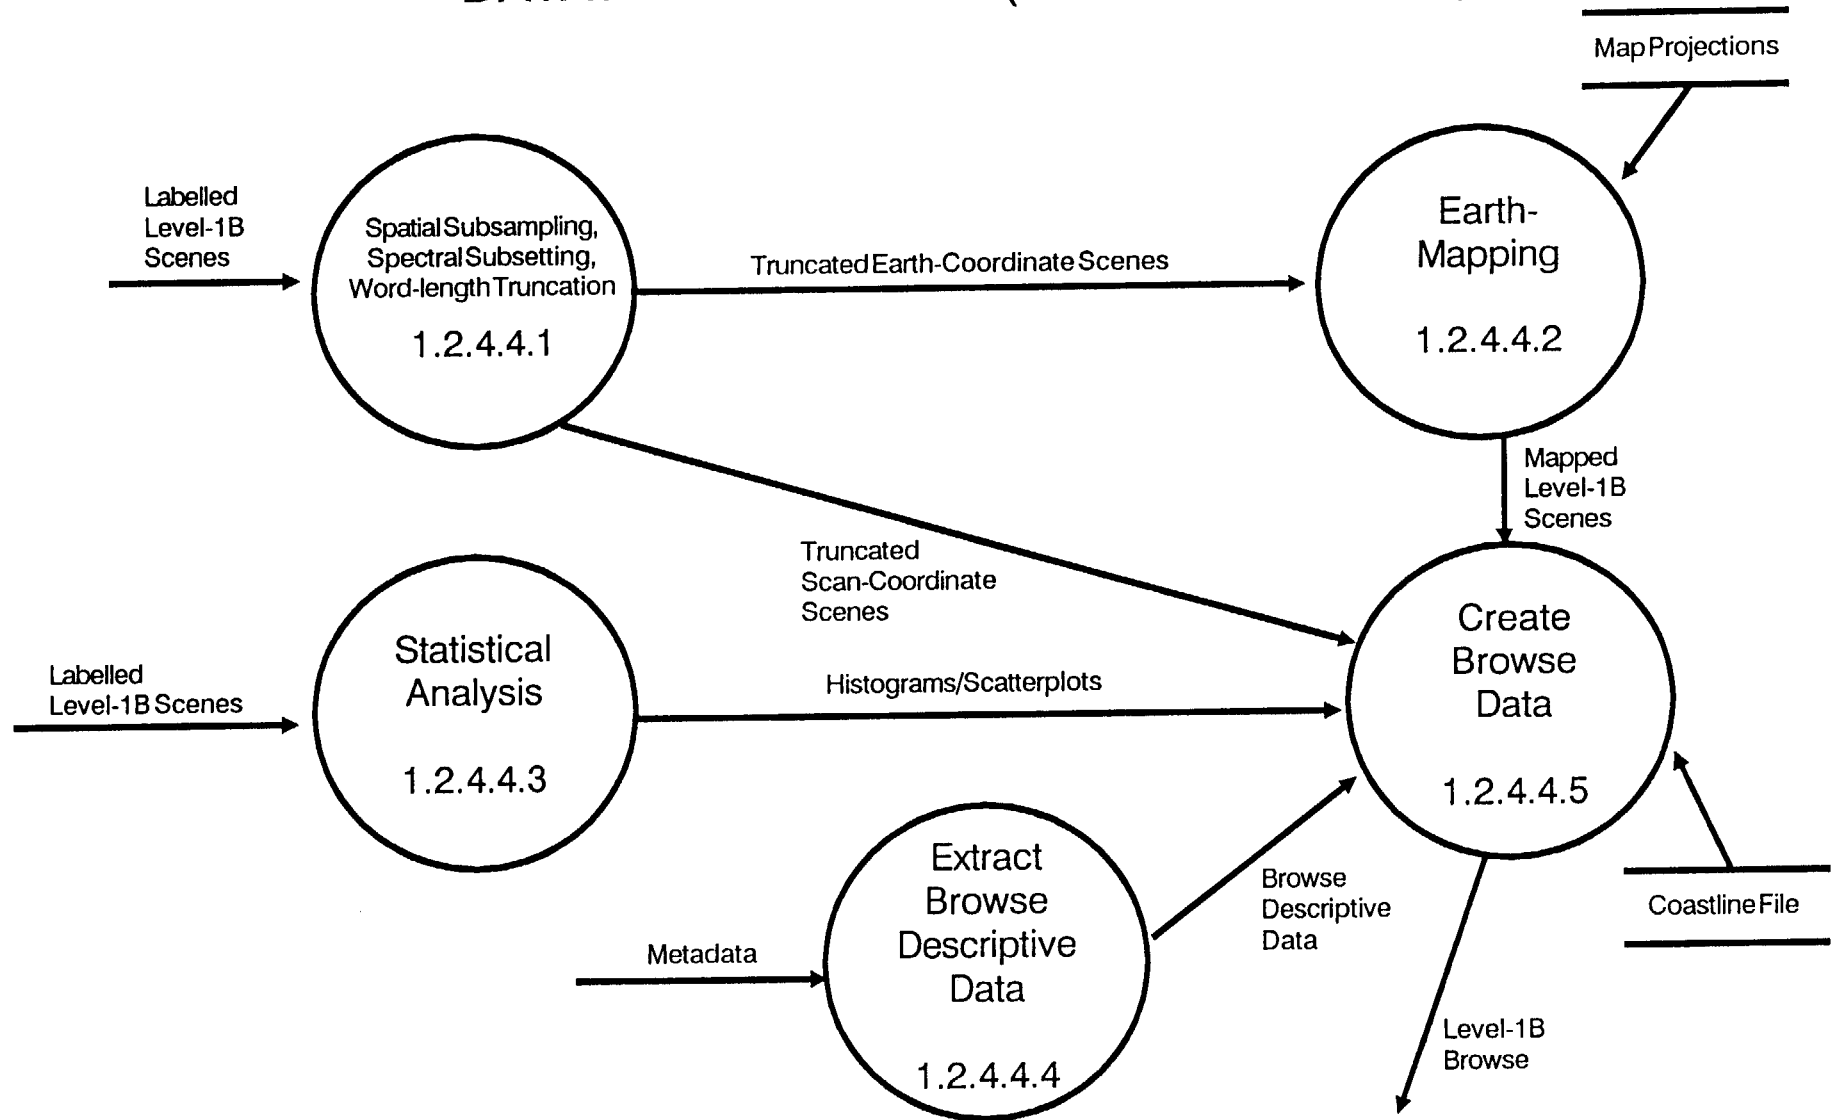 Map Projections
Labelled
Level-1B
Scenes
Spatial Subsampling,
Spectral Subsetting,
Word-length Truncation
1.2.4.4.1
Truncated Earth-Coordinate Scenes
Earth-
Mapping
1.2.4.4.2
Mapped
Level-1B
Scenes
Truncated
Scan-Coordinate
Scenes
Labelled
Level-1B Scenes
Statistical
Analysis
1.2.4.4.3
Histograms/Scatterplots
Create
Browse
Data
1.2.4.4.5
Metadata
Extract
Browse
Descriptive
Data
1.2.4.4.4
Browse
Descriptive
Data
Coastline File
Level-1B
Browse